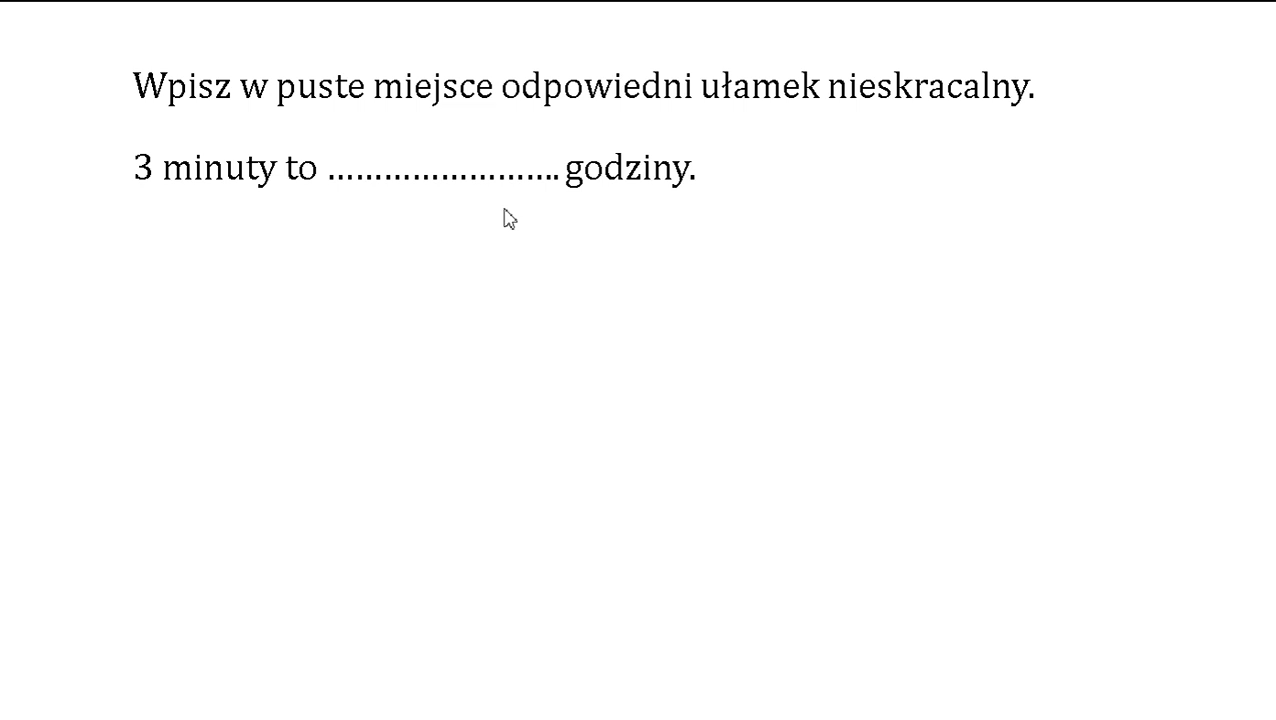 Wpisz w puste miejsce odpowiedni ułamek nieskracalny.
3 minuty to ………………….... godziny.